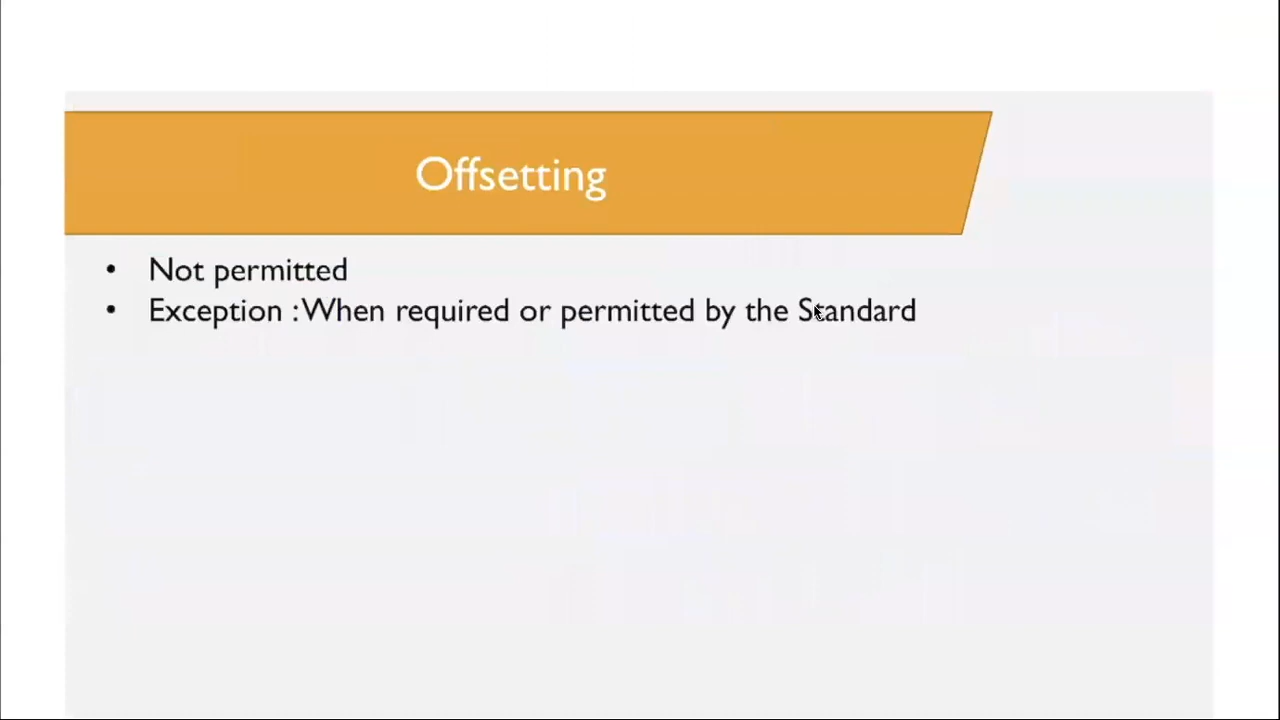 Offsetting
• Not permitted
• Exception : When required or permitted by the Standard